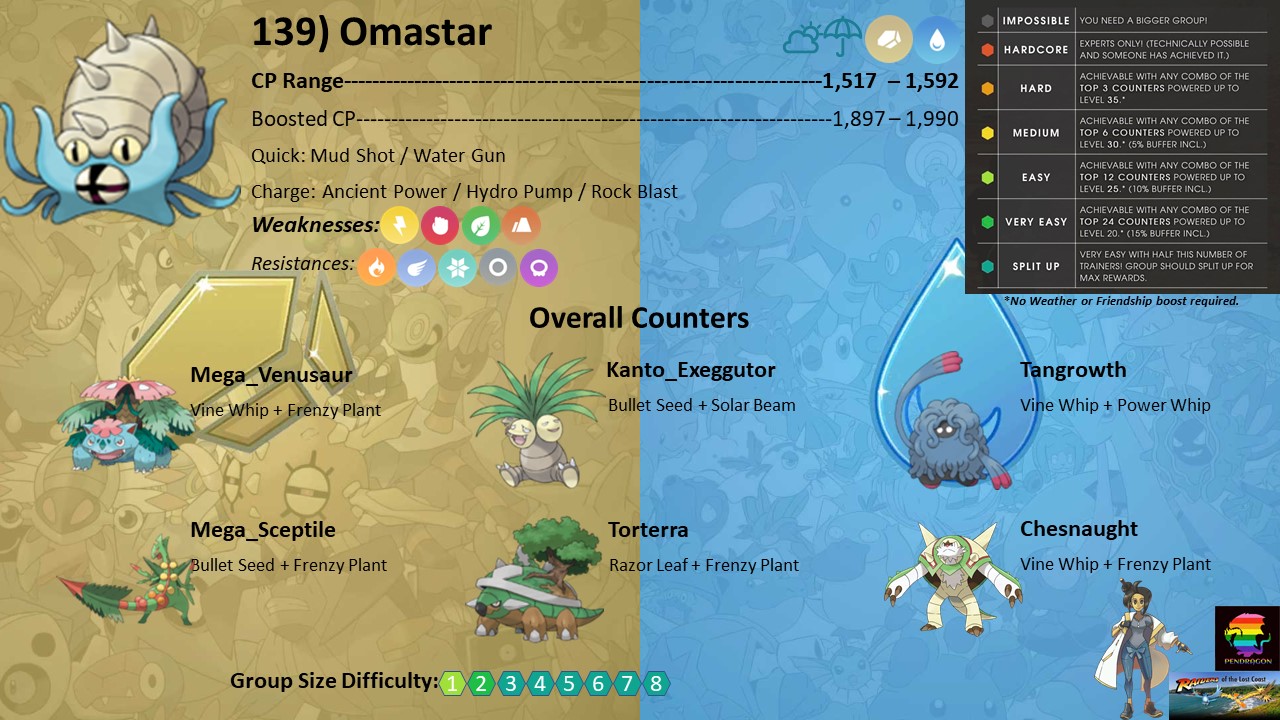 139) Omastar
CP Range--------------------------------------------------------------------1,517 – 1,592
Boosted CP--------------------------------------------------------------------1,897 – 1,990
Quick: Mud Shot / Water Gun
Charge: Ancient Power / Hydro Pump / Rock Blast
Weaknesses:
Resistances:
IMPOSSIBLE YOU NEED A BIGGER GROUP!
HARDCORE EXPERTS ONLY! (TECHNICALLY POSSIBLE
AND SOMEONE HAS ACHIEVED IT.)
HARD ACHIEVABLE WITH ANY COMBO OF THE
TOP 3 COUNTERS POWERED UP TO
LEVEL 35.*
MEDIUM ACHIEVABLE WITH ANY COMBO OF THE
TOP 6 COUNTERS POWERED UP TO
LEVEL 30.* (5% BUFFER INCL.)
EASY ACHIEVABLE WITH ANY COMBO OF THE
TOP 12 COUNTERS POWERED UP TO
LEVEL 25.* (10% BUFFER INCL.)
VERY EASY ACHIEVABLE WITH ANY COMBO OF THE
TOP 24 COUNTERS POWERED UP TO
LEVEL 20.* (15% BUFFER INCL.)
SPLIT UP VERY EASY WITH HALF THIS NUMBER OF
TRAINERS! GROUP SHOULD SPLIT UP FOR
MAX REWARDS.
*No Weather or Friendship boost required.
Overall Counters
Mega_Venusaur
Vine Whip + Frenzy Plant
Kanto_Exeggutor
Bullet Seed + Solar Beam
Tangrowth
Vine Whip + Power Whip
Mega_Sceptile
Bullet Seed + Frenzy Plant
Torterra
Razor Leaf + Frenzy Plant
Chesnaught
Vine Whip + Frenzy Plant
Group Size Difficulty: 1 2 3 4 5 6 7 8
PENDRAGON
RAIDERS of the Lost Coast